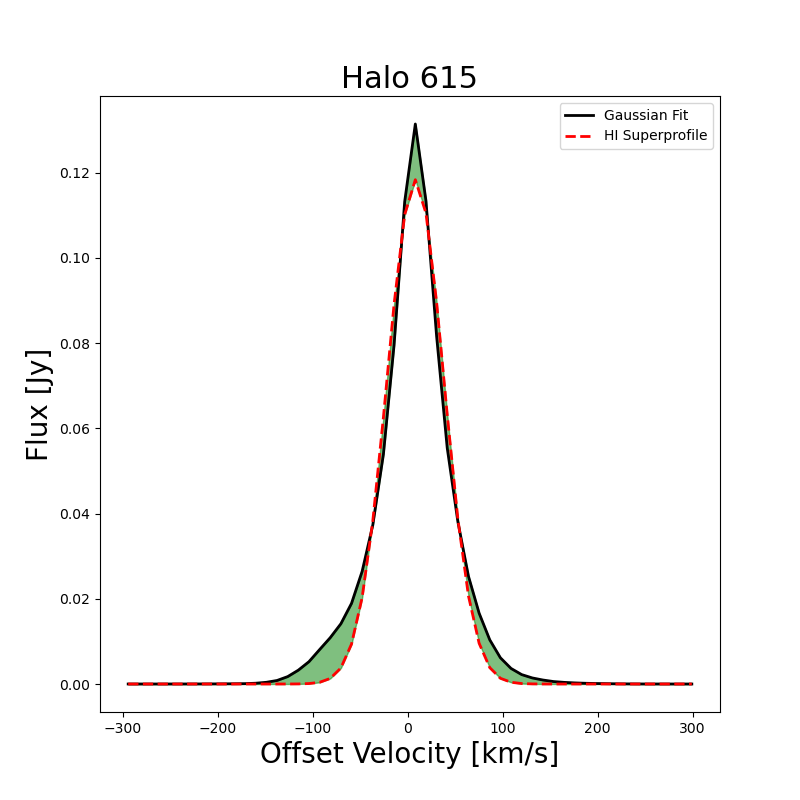 Halo 615
Gaussian Fit
HI Superprofile
0.12
0.10
0.08
0.06
0.04
0.02
0.00
Flux [Jy]
−300
−200
−100
0
100
200
300
Offset Velocity [km/s]